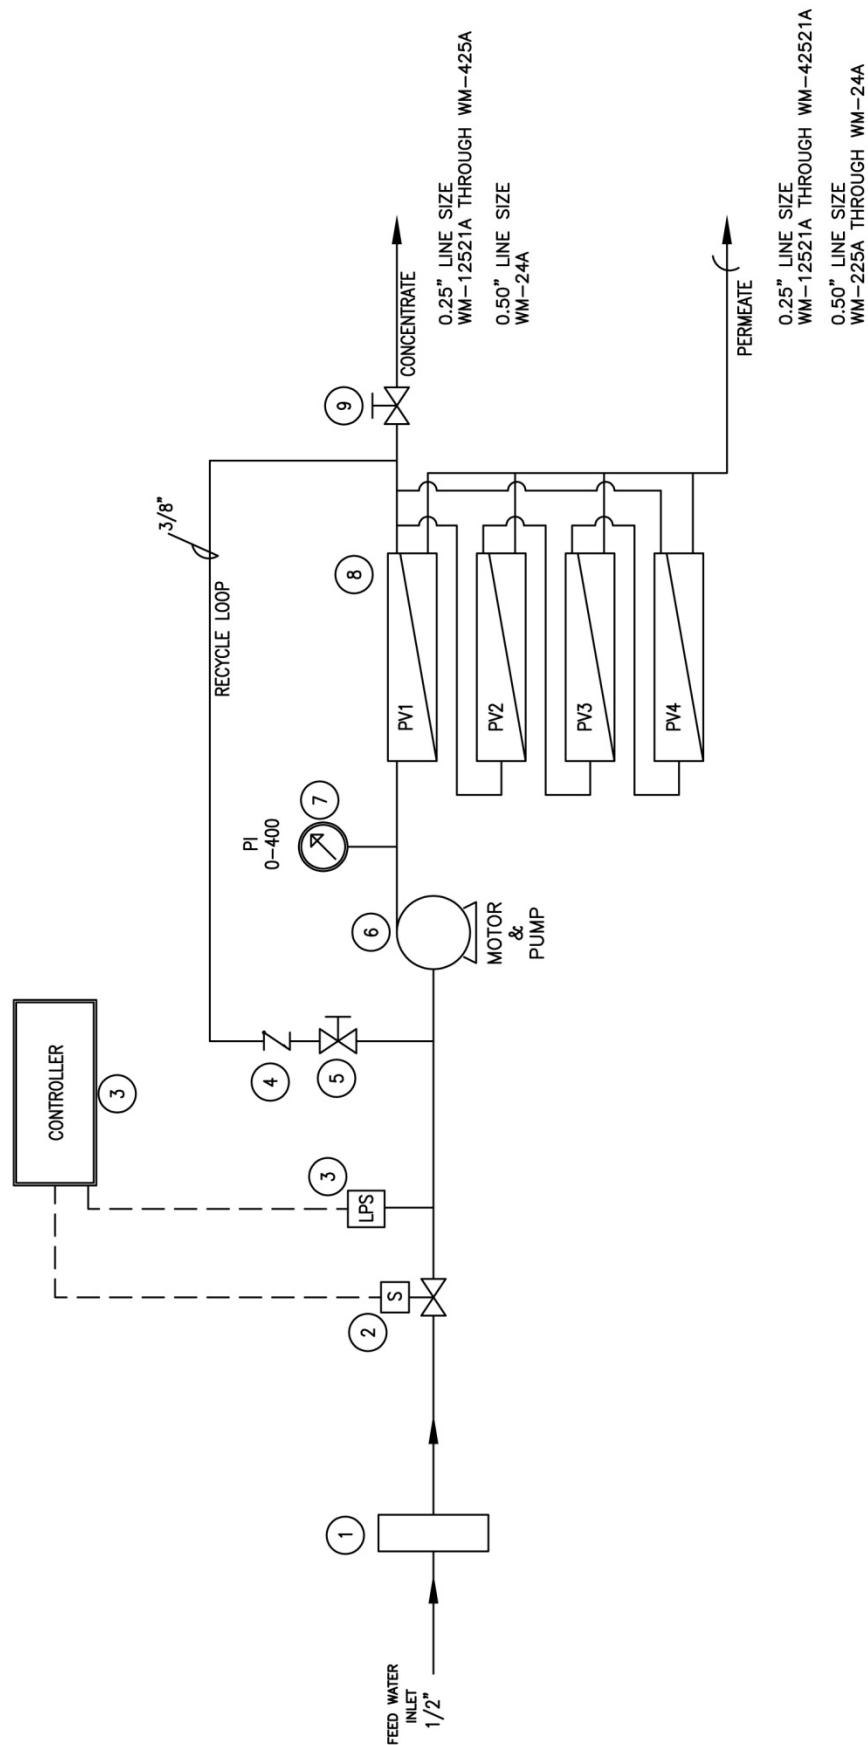 CONTROLLER
3
3/8"
RECYCLE LOOP
PI
0-400
7
4
5
3
LPS
S
2
1
FEED WATER
INLET
1/2"
6
MOTOR
&
PUMP
8
9
PV1
PV2
PV3
PV4
CONCENTRATE
0.25" LINE SIZE
WM-12521A THROUGH WM-425A
0.50" LINE SIZE
WM-24A
PERMEATE
0.25" LINE SIZE
WM-12521A THROUGH WM-42521A
0.50" LINE SIZE
WM-225A THROUGH WM-24A